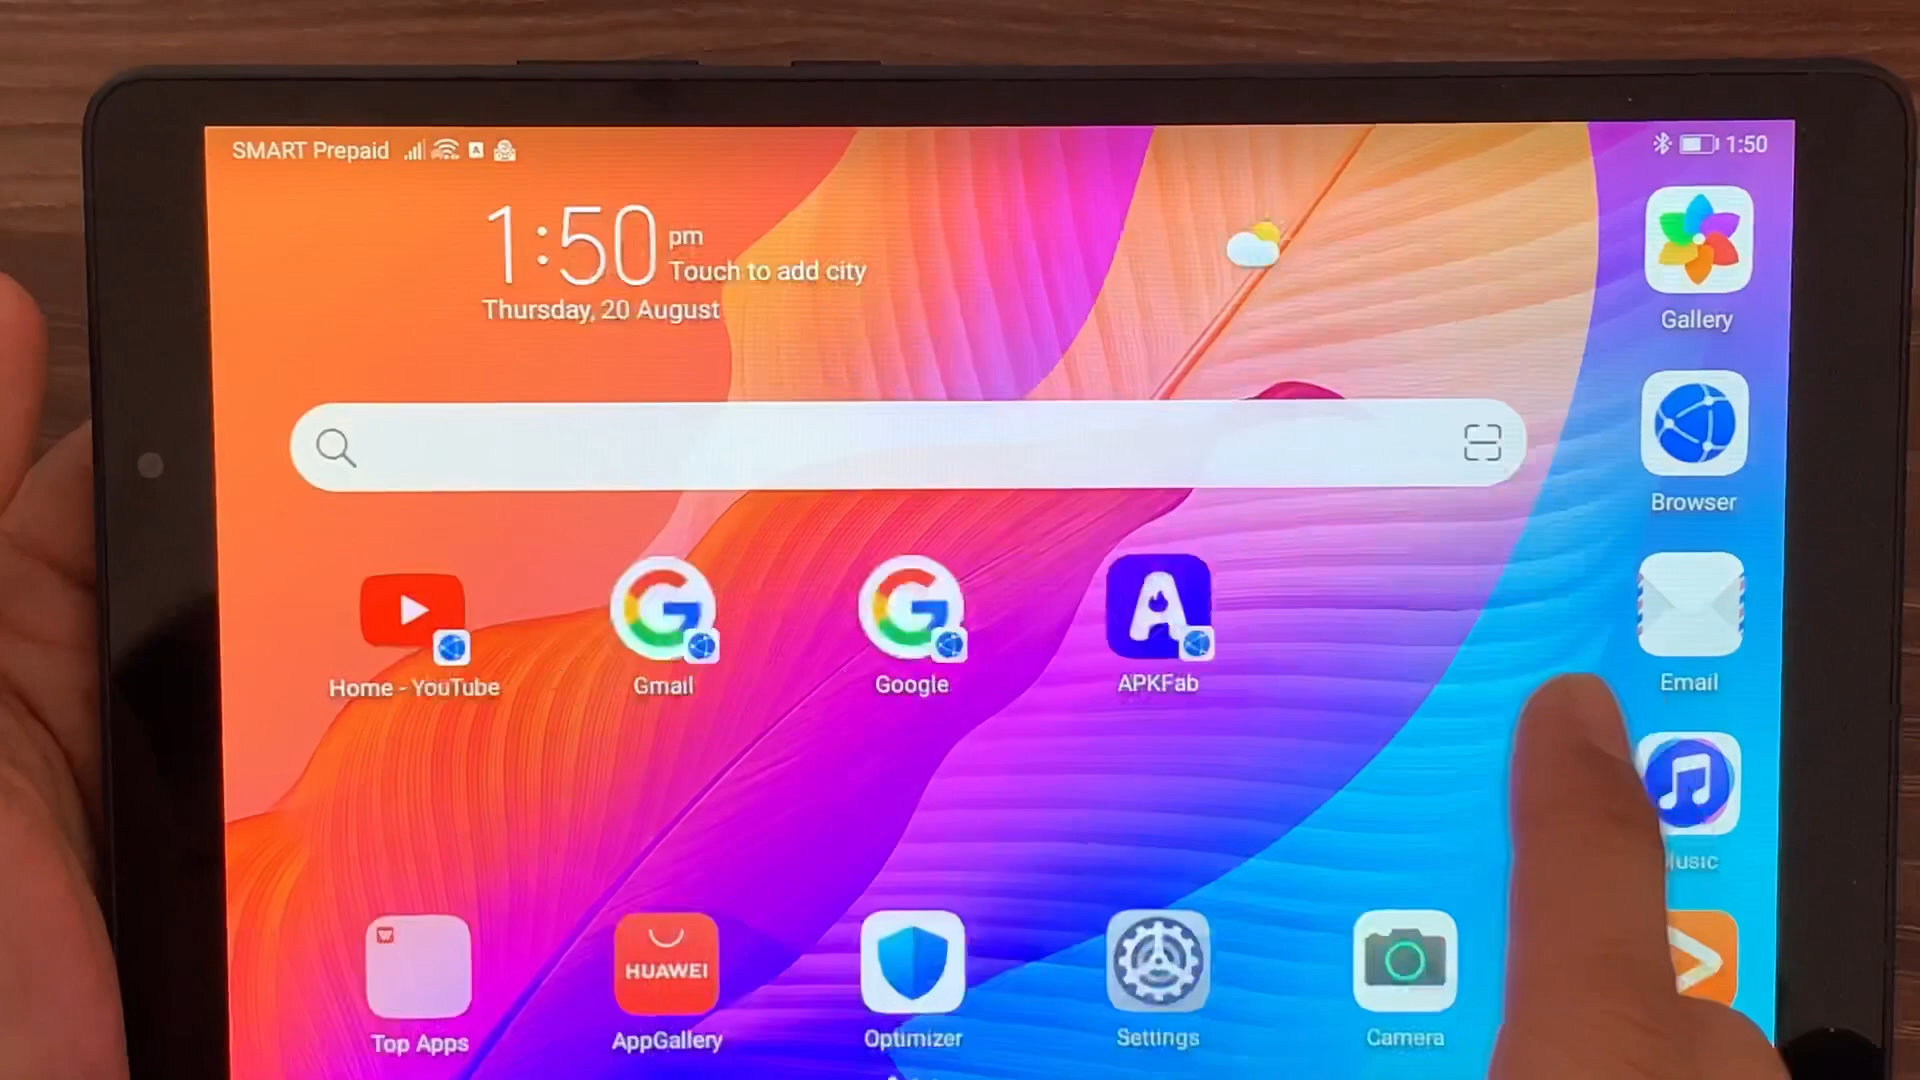 SMART Prepaid
1:50
1:50 pm
Touch to add city
Thursday, 20 August
Gallery
Browser
Home - YouTube
Gmail
Google
APKFab
Email
Music
HUAWEI
Top Apps
AppGallery
Optimizer
Settings
Camera